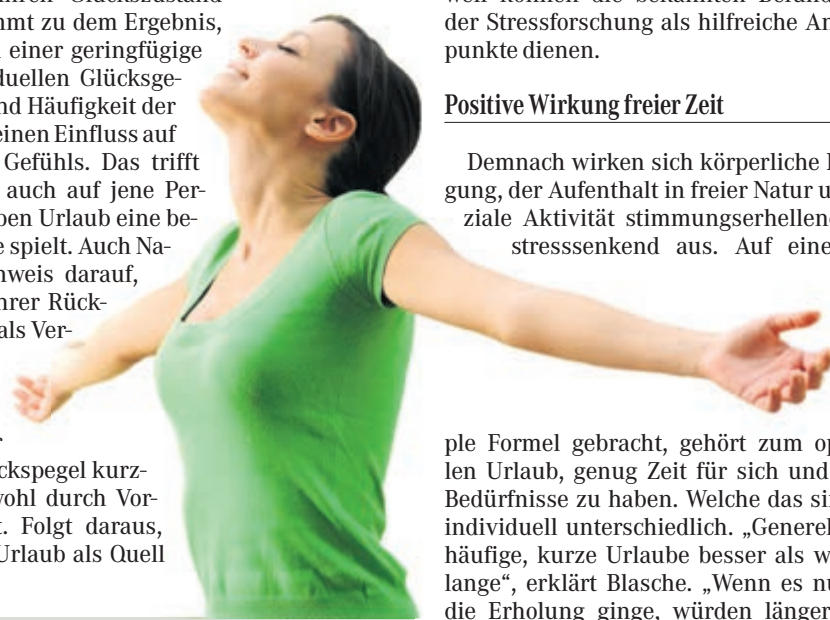 mmt zu dem Ergebnis,
einer geringfügige
duellen Glücksge-
nd Häufigkeit der
einen Einfluss auf
Gefühls. Das trifft
auch auf jene Per-
ben Urlaub eine be-
e spielt. Auch Na-
nweis darauf,
hrer Rück-
als Ver-
ckspegel kurz-
wohl durch Vor-
t. Folgt daraus,
Urlaub als Quell
der Stressforschung als hilfreiche An
punkte dienen.
Positive Wirkung freier Zeit
Demnach wirken sich körperliche
gung, der Aufenthalt in freier Natur u
ziale Aktivität stimmungserhellend
stresssenkend aus. Auf eine
ple Formel gebracht, gehört zum op
len Urlaub, genug Zeit für sich und
Bedürfnisse zu haben. Welche das si
individuell unterschiedlich. „Generel
häufige, kurze Urlaube besser als w
lange“, erklärt Blasche. „Wenn es nu
die Erholung ginge, würden länger